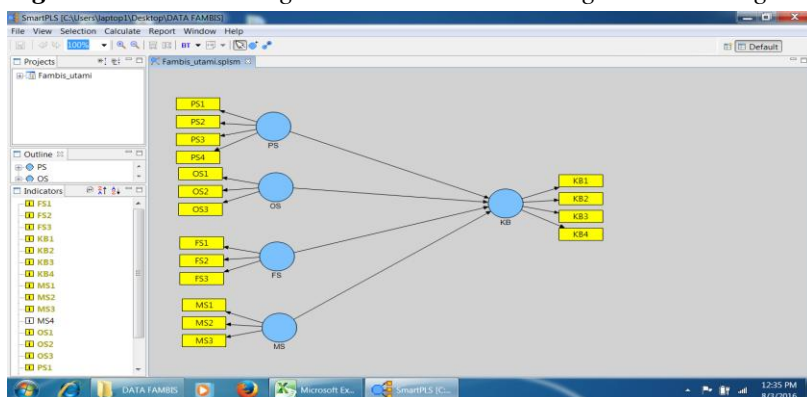 SmartPLS [C:\Users\laptop1\Desktop\DATA FAMBIS]
File View Selection Calculate Report Window Help
100%
Default
Projects
Fambis_utami.splsm
Fambis_utami
PS1
PS2
PS3
PS4
PS
Outline
PS
OS
OS1
OS2
OS3
OS
KB1
KB2
KB3
KB4
KB
Indicators
FS1
FS2
FS3
KB1
KB2
KB3
KB4
MS1
MS2
MS3
MS4
OS1
OS2
OS3
PS1
FS1
FS2
FS3
FS
MS1
MS2
MS3
MS
DATA FAMBIS
Microsoft Ex...
SmartPLS [C:...
12:35 PM
8/3/2016